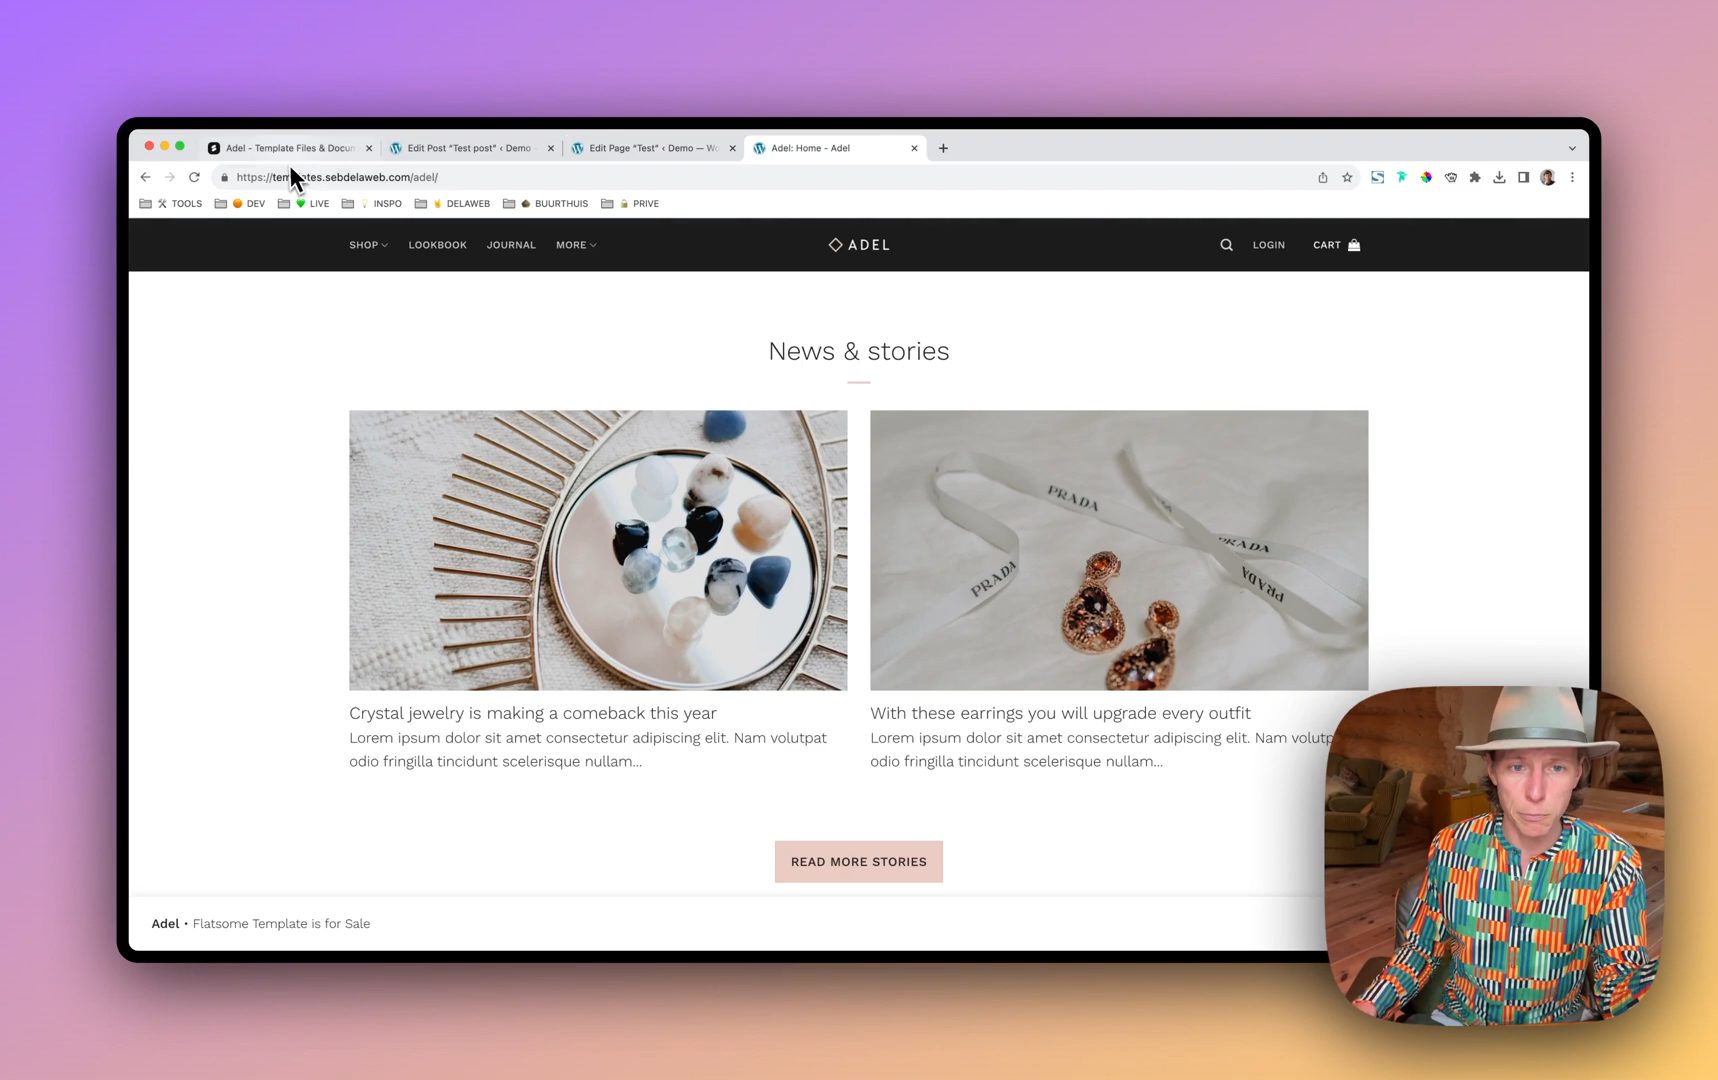 Adel - Template Files & Docum
Edit Post "Test post" ‹ Demo -
Edit Page "Test" ‹ Demo — Wo
Adel: Home - Adel
https://templates.sebdelaweb.com/adel/
TOOLS
DEV
LIVE
INSPO
DELAWEB
BUURTHUIS
PRIVE
SHOP
LOOKBOOK
JOURNAL
MORE
ADEL
LOGIN
CART
News & stories
PRADA
PRADA
PRADA
PRADA
Crystal jewelry is making a comeback this year
Lorem ipsum dolor sit amet consectetur adipiscing elit. Nam volutpat
odio fringilla tincidunt scelerisque nullam...
With these earrings you will upgrade every outfit
Lorem ipsum dolor sit amet consectetur adipiscing elit. Nam volutp
odio fringilla tincidunt scelerisque nullam...
READ MORE STORIES
Adel • Flatsome Template is for Sale